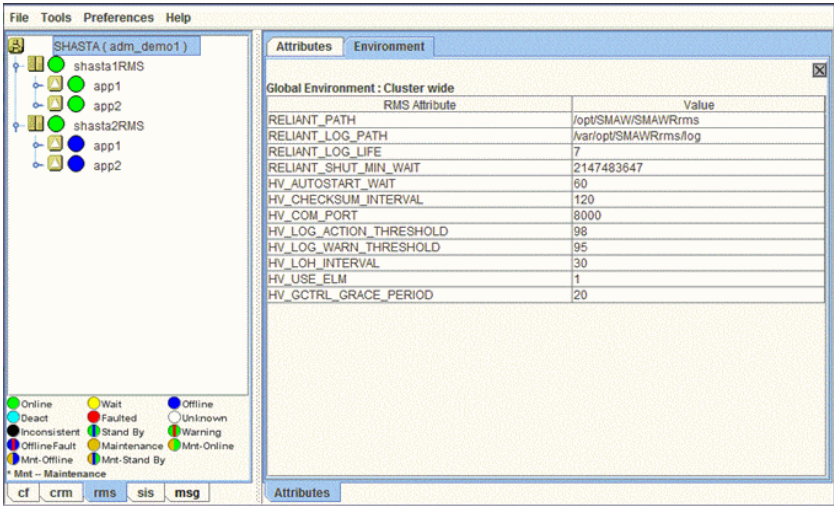 File Tools Preferences Help
SHASTA ( adm_demo1 )
shasta1RMS
app1
app2
shasta2RMS
app1
app2
Online Wait Offline
Deact Faulted Unknown
Inconsistent Stand By Warning
OfflineFault Maintenance Mnt-Online
Mnt-Offline Mnt-Stand By
* Mnt -- Maintenance
cf crm rms sis msg
Attributes Environment
Global Environment : Cluster wide
RMS Attribute Value
RELIANT_PATH /opt/SMAW/SMAWRrms
RELIANT_LOG_PATH /var/opt/SMAWRrms/log
RELIANT_LOG_LIFE 7
RELIANT_SHUT_MIN_WAIT 2147483647
HV_AUTOSTART_WAIT 60
HV_CHECKSUM_INTERVAL 120
HV_COM_PORT 8000
HV_LOG_ACTION_THRESHOLD 98
HV_LOG_WARN_THRESHOLD 95
HV_LOH_INTERVAL 30
HV_USE_ELM 1
HV_GCTRL_GRACE_PERIOD 20
Attributes